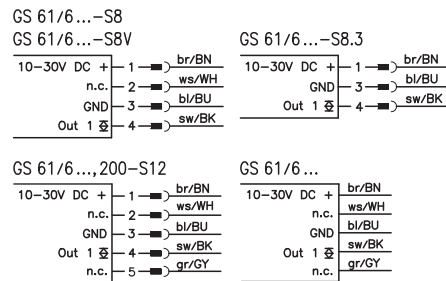 GS 61/6...-S8
GS 61/6...-S8V
10-30V DC + 1 br/BN
n.c. 2 ws/WH
GND 3 bl/BU
Out 1 4 sw/BK
GS 61/6...-S8.3
10-30V DC + 1 br/BN
GND 3 bl/BU
Out 1 4 sw/BK
GS 61/6...,200-S12
10-30V DC + 1 br/BN
n.c. 2 ws/WH
GND 3 bl/BU
Out 1 4 sw/BK
n.c. 5 gr/GY
GS 61/6...
10-30V DC + br/BN
n.c. ws/WH
GND bl/BU
Out 1 sw/BK
n.c. gr/GY